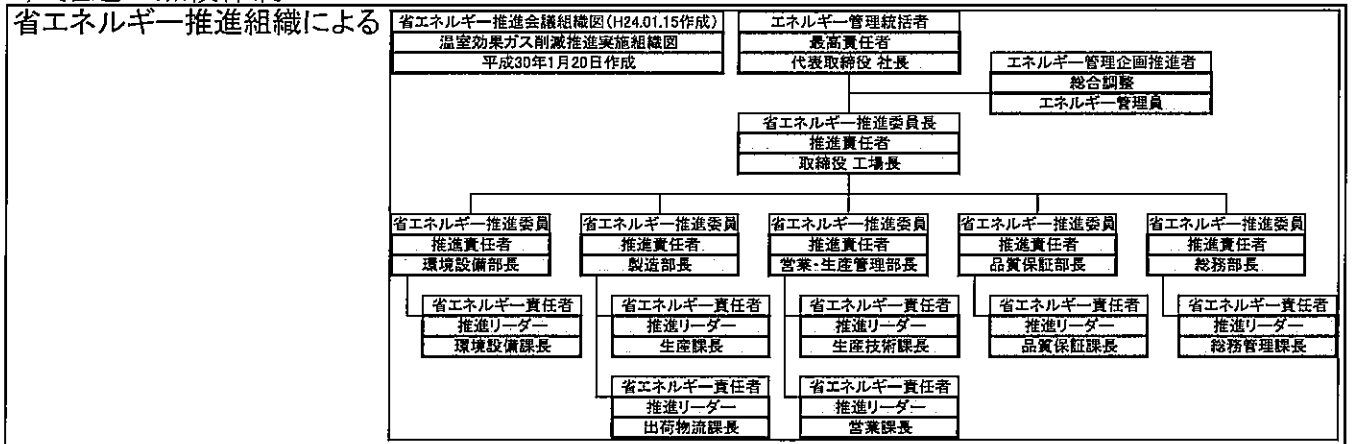 省エネルギー推進組織による
省エネルギー推進会議組織図(H24.01.15作成)
温室効果ガス削減推進実施組織図
平成30年1月20日作成
エネルギー管理統括者
最高責任者
代表取締役 社長
エネルギー管理企画推進者
総合調整
エネルギー管理員
省エネルギー推進委員長
推進責任者
取締役 工場長
省エネルギー推進委員
推進責任者
環境設備部長
省エネルギー推進委員
推進責任者
製造部長
省エネルギー推進委員
推進責任者
営業・生産管理部長
省エネルギー推進委員
推進責任者
品質保証部長
省エネルギー推進委員
推進責任者
総務部長
省エネルギー責任者
推進リーダー
環境設備課長
省エネルギー責任者
推進リーダー
生産課長
省エネルギー責任者
推進リーダー
生産技術課長
省エネルギー責任者
推進リーダー
品質保証課長
省エネルギー責任者
推進リーダー
総務管理課長
省エネルギー責任者
推進リーダー
出荷物流課長
省エネルギー責任者
推進リーダー
営業課長